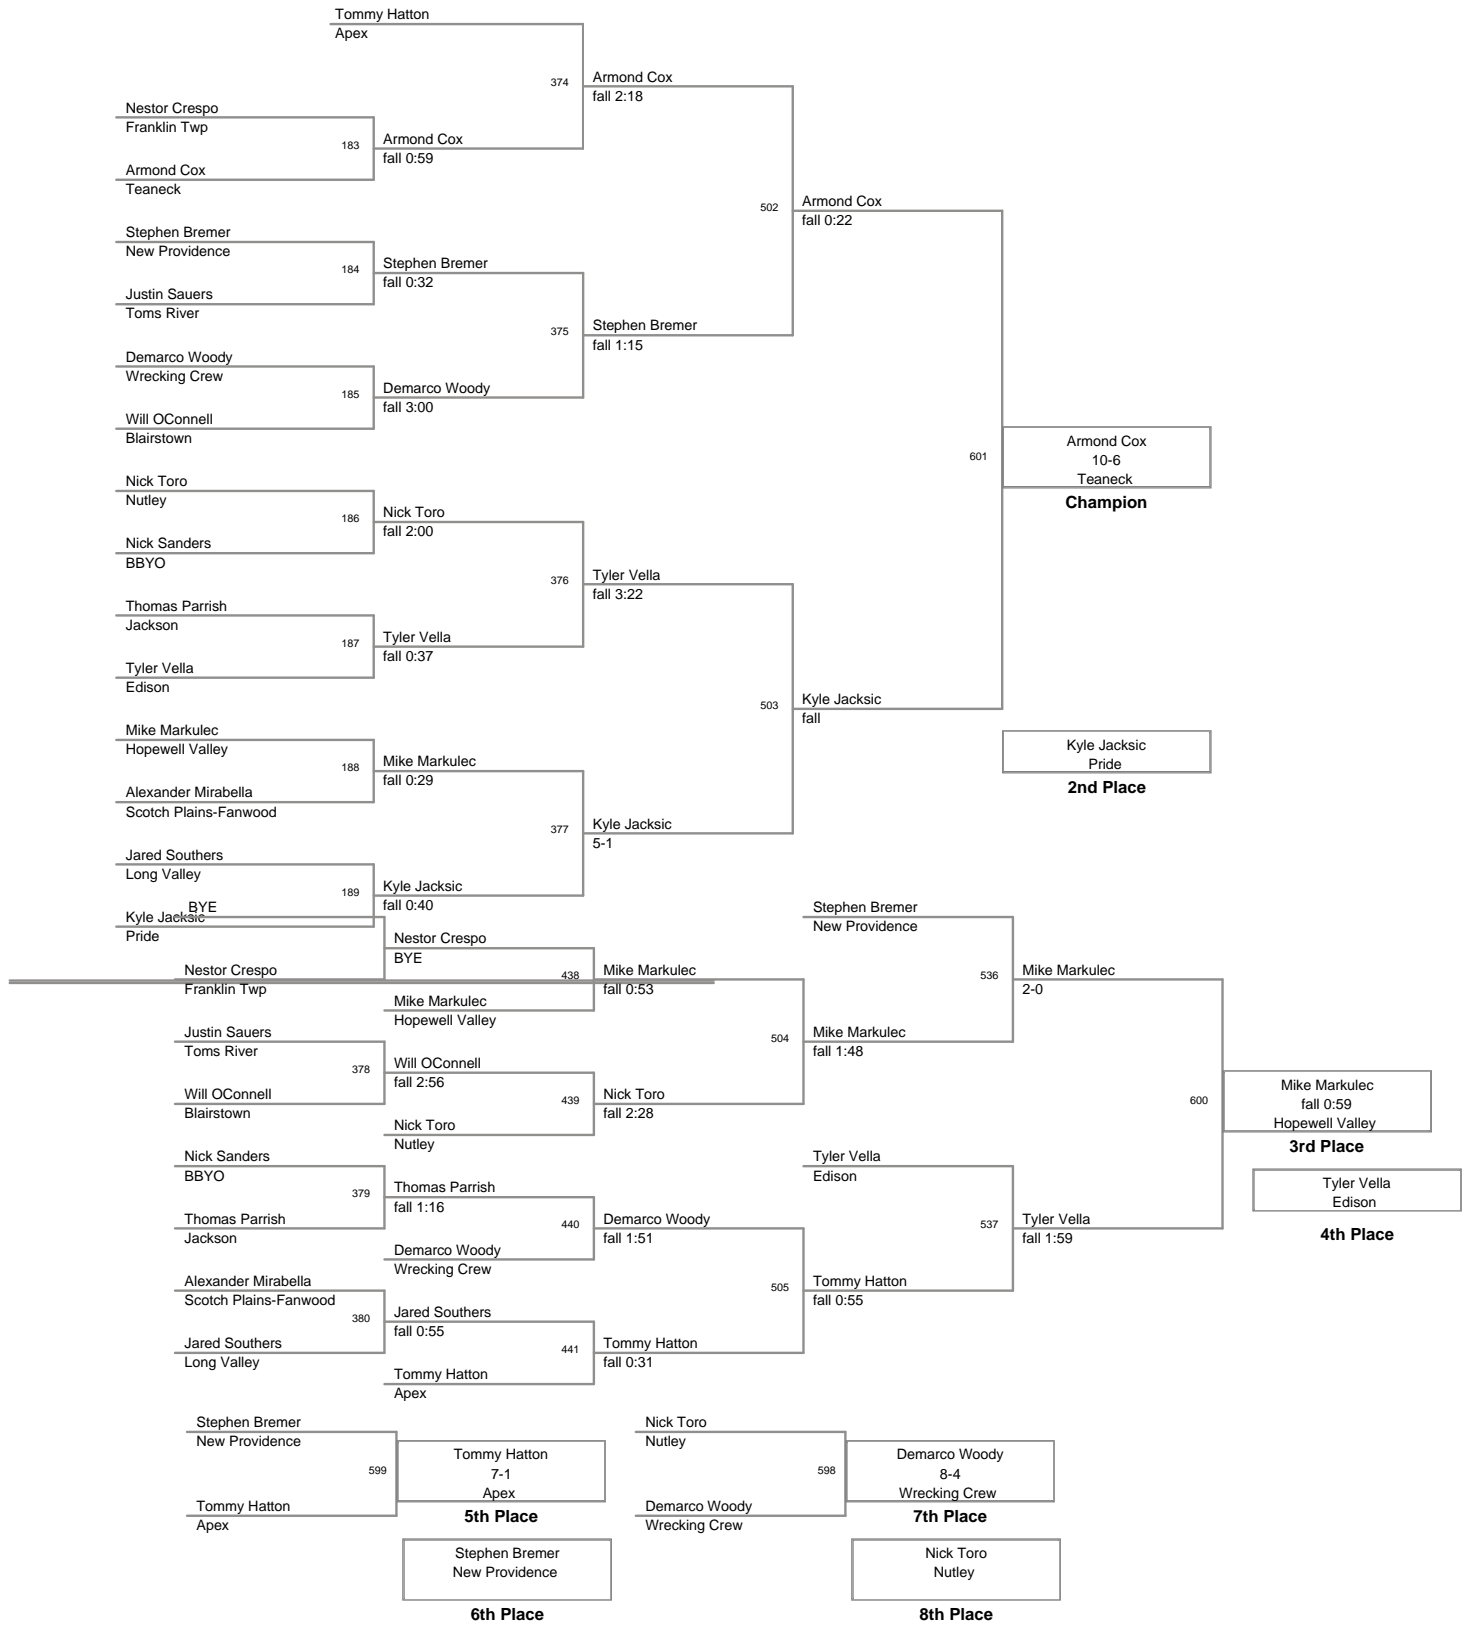 Tommy Hatton
Apex
374
Armond Cox
fall 2:18
Nestor Crespo
Franklin Twp
183
Armond Cox
fall 0:59
Armond Cox
Teaneck
502
Armond Cox
fall 0:22
Stephen Bremer
New Providence
184
Stephen Bremer
fall 0:32
Justin Sauers
Toms River
375
Stephen Bremer
fall 1:15
Demarco Woody
Wrecking Crew
185
Demarco Woody
fall 3:00
Will OConnell
Blairstown
601
Armond Cox
10-6
Teaneck
Champion
Nick Toro
Nutley
186
Nick Toro
fall 2:00
Nick Sanders
BBYO
376
Tyler Vella
fall 3:22
Thomas Parrish
Jackson
187
Tyler Vella
fall 0:37
Tyler Vella
Edison
503
Kyle Jacksic
fall
Mike Markulec
Hopewell Valley
188
Mike Markulec
fall 0:29
Kyle Jacksic
Pride
2nd Place
Alexander Mirabella
Scotch Plains-Fanwood
377
Kyle Jacksic
5-1
Jared Southers
Long Valley
189
Kyle Jacksic
fall 0:40
Kyle Jacksic
Pride
BYE
Nestor Crespo
BYE
Nestor Crespo
Franklin Twp
438
Mike Markulec
fall 0:53
Mike Markulec
Hopewell Valley
Stephen Bremer
New Providence
536
Mike Markulec
2-0
Justin Sauers
Toms River
378
Will OConnell
fall 2:56
Will OConnell
Blairstown
504
Mike Markulec
fall 1:48
439
Nick Toro
fall 2:28
Nick Toro
Nutley
600
Mike Markulec
fall 0:59
Hopewell Valley
3rd Place
Nick Sanders
BBYO
379
Thomas Parrish
fall 1:16
Thomas Parrish
Jackson
Tyler Vella
Edison
Tyler Vella
Edison
4th Place
440
Demarco Woody
fall 1:51
Demarco Woody
Wrecking Crew
537
Tyler Vella
fall 1:59
Alexander Mirabella
Scotch Plains-Fanwood
380
Jared Southers
fall 0:55
Jared Southers
Long Valley
505
Tommy Hatton
fall 0:55
441
Tommy Hatton
fall 0:31
Tommy Hatton
Apex
Stephen Bremer
New Providence
599
Tommy Hatton
7-1
Apex
5th Place
Tommy Hatton
Apex
Nick Toro
Nutley
598
Demarco Woody
8-4
Wrecking Crew
7th Place
Demarco Woody
Wrecking Crew
Stephen Bremer
New Providence
6th Place
Nick Toro
Nutley
8th Place